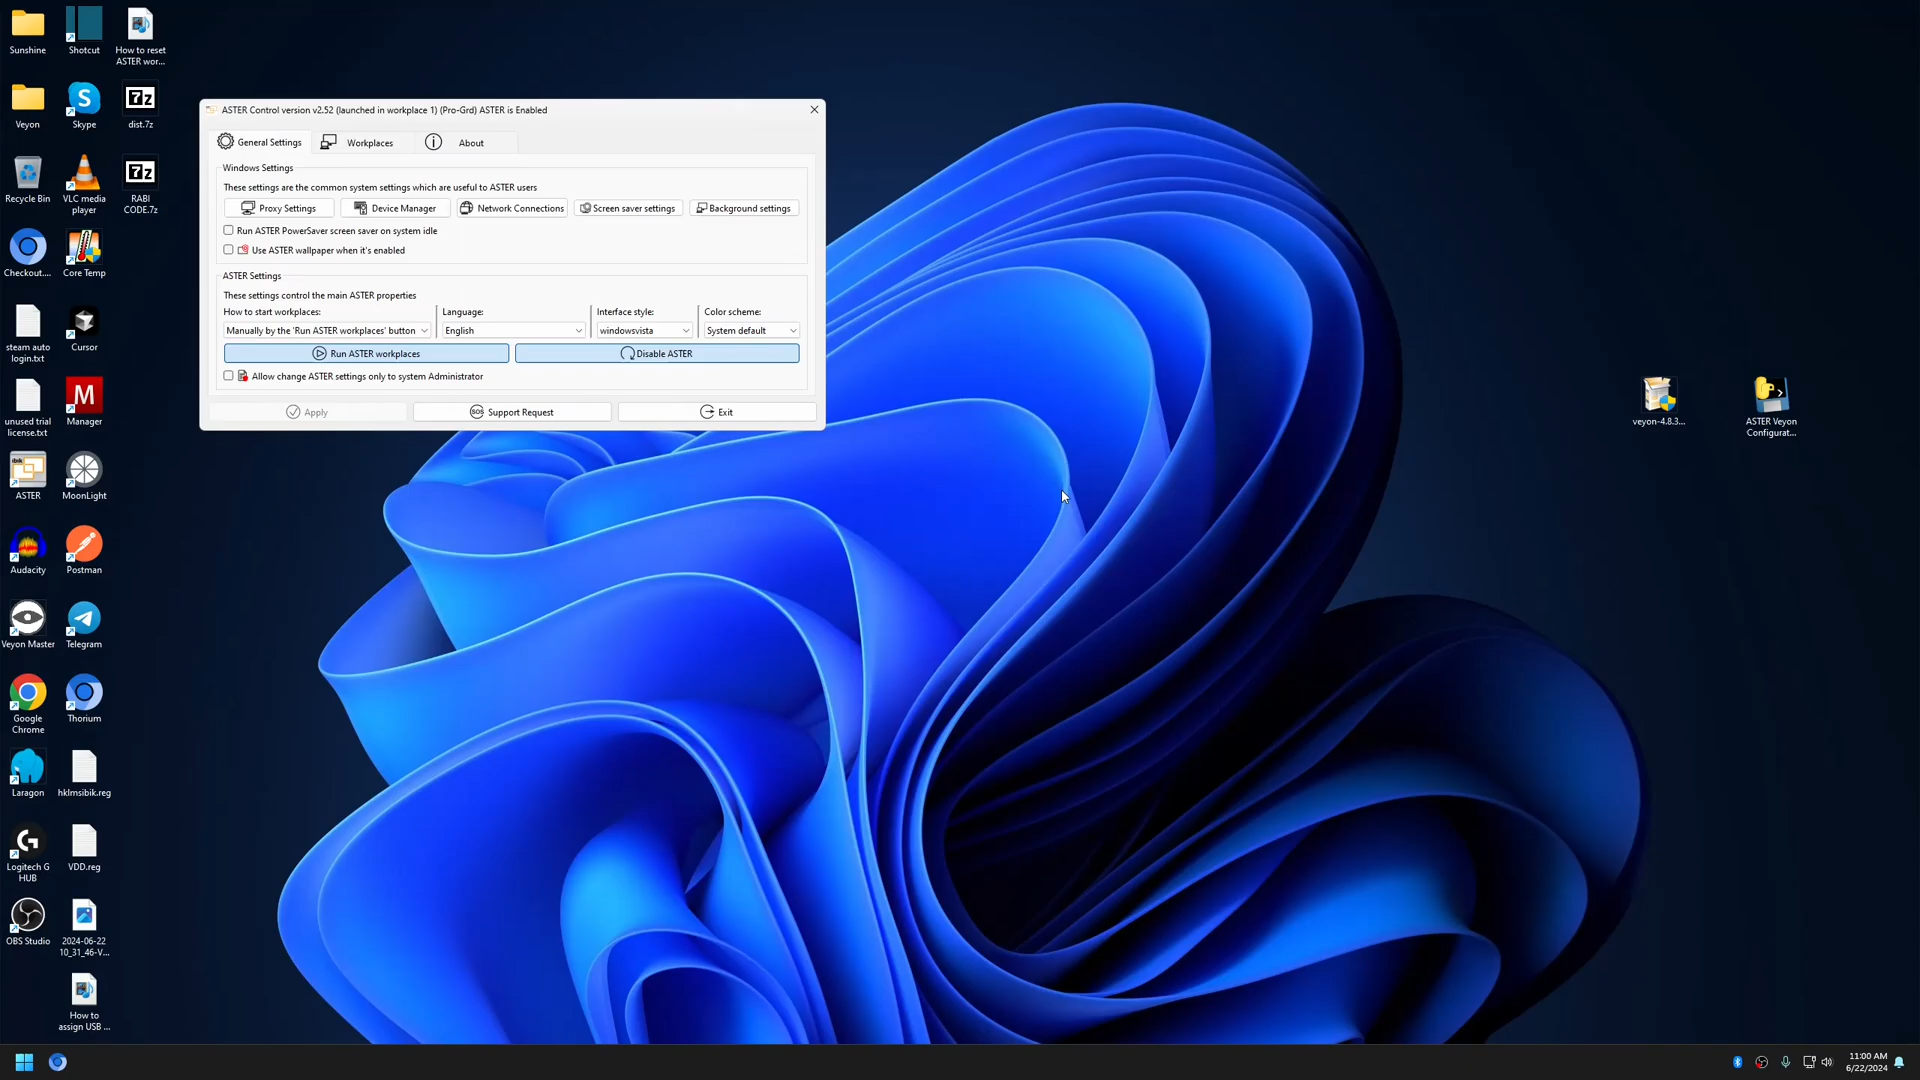 Sunshine
Shotcut
How to reset
ASTER wor...
Veyon
Skype
7z
dist.7z
Recycle Bin
VLC media
player
7z
RABI
CODE.7z
Checkout....
Core Temp
steam auto
login.txt
Cursor
unused trial
license.txt
M
Manager
ibik
ASTER
MoonLight
Audacity
Postman
Veyon Master
Telegram
Google
Chrome
Thorium
Laragon
hklmsibik.reg
Logitech G
HUB
VDD.reg
OBS Studio
2024-06-22
10_31_46-V...
How to
assign USB ...
ASTER Control version v2.52 (launched in workplace 1) (Pro-Grd) ASTER is Enabled
General Settings
Workplaces
About
Windows Settings
These settings are the common system settings which are useful to ASTER users
Proxy Settings
Device Manager
Network Connections
Screen saver settings
Background settings
Run ASTER PowerSaver screen saver on system idle
Use ASTER wallpaper when it's enabled
ASTER Settings
These settings control the main ASTER properties
How to start workplaces:
Language:
Interface style:
Color scheme:
Manually by the 'Run ASTER workplaces' button
English
windowsvista
System default
Run ASTER workplaces
Disable ASTER
Allow change ASTER settings only to system Administrator
Apply
SOS
Support Request
Exit
veyon-4.8.3...
ASTER Veyon
Configurat...
11:00 AM
6/22/2024